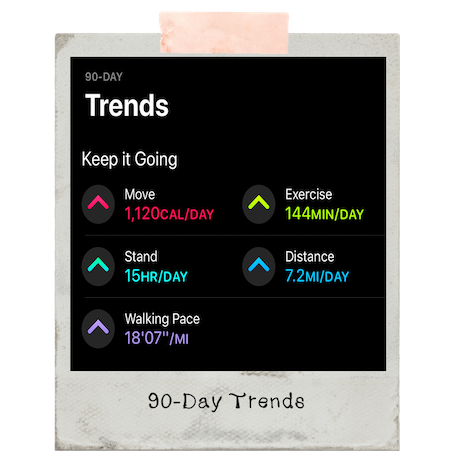 90-DAY
Trends
Keep it Going
Move
1,120CAL/DAY
Exercise
144MIN/DAY
Stand
15HR/DAY
Distance
7.2MI/DAY
Walking Pace
18'07"/MI
90-Day Trends